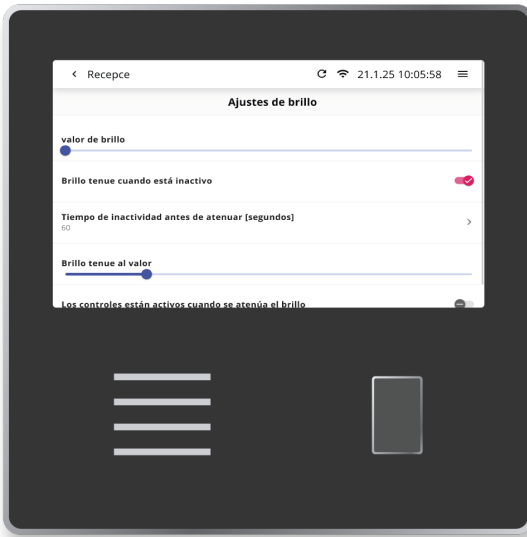 Recepce
21.1.25 10:05:58
Ajustes de brillo
valor de brillo
Brillo tenue cuando está inactivo
Tiempo de inactividad antes de atenuar [segundos]
60
Brillo tenue al valor
Los controles están activos cuando se atenúa el brillo